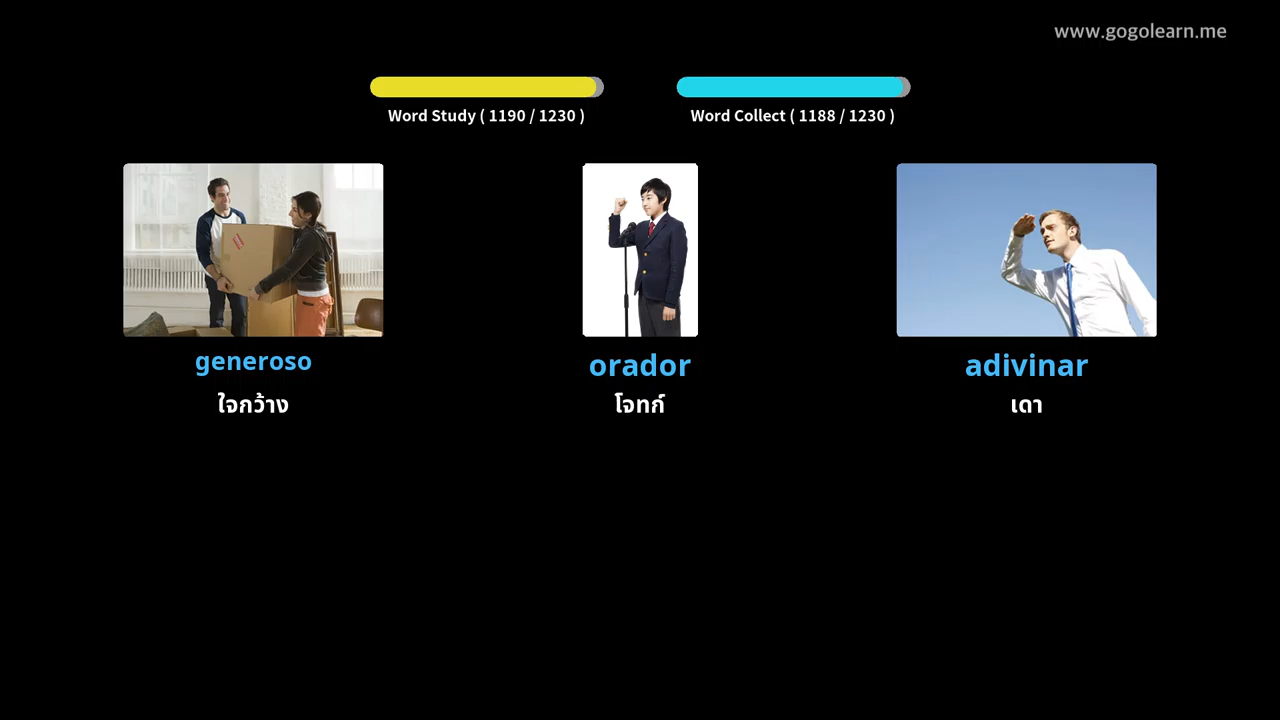 www.gogolearn.me
Word Study ( 1190 / 1230 )
Word Collect ( 1188 / 1230 )
generoso
orador
adivinar
ใจกว้าง
โจทก์
เดา